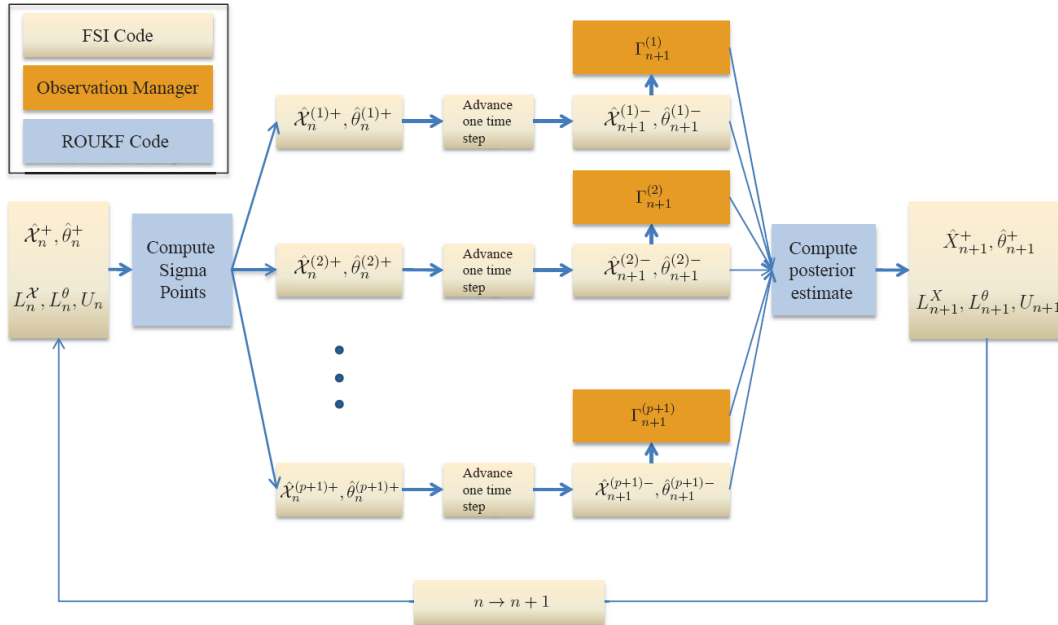 FSI Code
Observation Manager
ROUKF Code
$\hat{\mathcal{X}}_n^+, \hat{\theta}_n^+$
$L_n^{\mathcal{X}}, L_n^{\theta}, U_n$
Compute
Sigma
Points
$\hat{\mathcal{X}}_n^{(1)+}, \hat{\theta}_n^{(1)+}$
Advance
one time
step
$\hat{\mathcal{X}}_{n+1}^{(1)-}, \hat{\theta}_{n+1}^{(1)-}$
$\Gamma_{n+1}^{(1)}$
$\hat{\mathcal{X}}_n^{(2)+}, \hat{\theta}_n^{(2)+}$
Advance
one time
step
$\hat{\mathcal{X}}_{n+1}^{(2)-}, \hat{\theta}_{n+1}^{(2)-}$
$\Gamma_{n+1}^{(2)}$
$\hat{\mathcal{X}}_n^{(p+1)+}, \hat{\theta}_n^{(p+1)+}$
Advance
one time
step
$\hat{\mathcal{X}}_{n+1}^{(p+1)-}, \hat{\theta}_{n+1}^{(p+1)-}$
$\Gamma_{n+1}^{(p+1)}$
Compute
posterior
estimate
$\hat{X}_{n+1}^+, \hat{\theta}_{n+1}^+$
$L_{n+1}^X, L_{n+1}^{\theta}, U_{n+1}$
$n \to n+1$